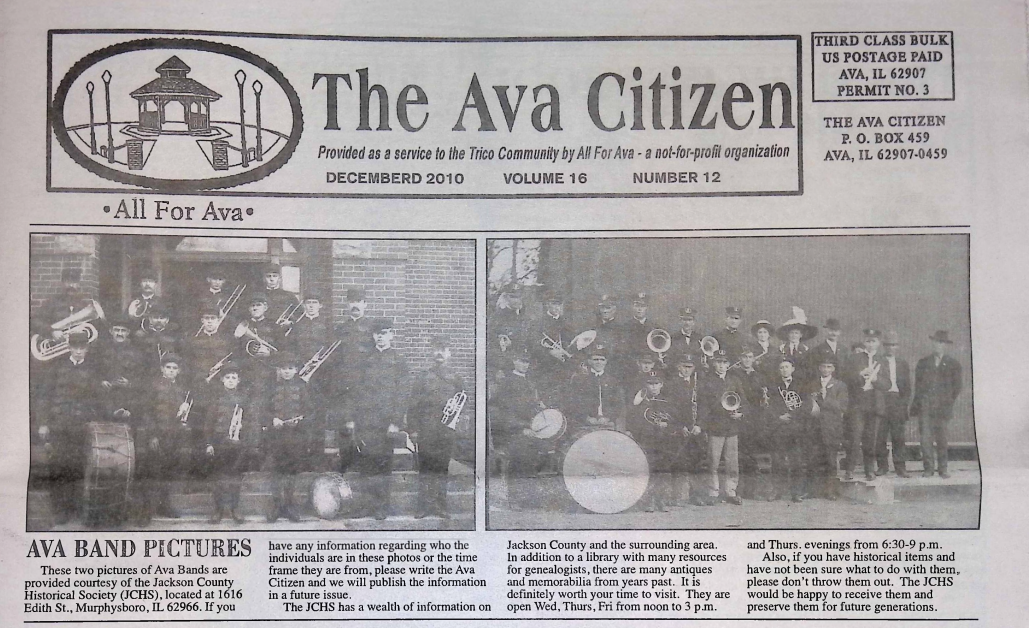 The Ava Citizen
Provided as a service to the Trico Community by All For Ava - a not-for-profit organization
DECEMBERD 2010 VOLUME 16 NUMBER 12
•All For Ava•
THIRD CLASS BULK
US POSTAGE PAID
AVA, IL 62907
PERMIT NO. 3
THE AVA CITIZEN
P. O. BOX 459
AVA, IL 62907-0459
AVA BAND PICTURES
These two pictures of Ava Bands are
provided courtesy of the Jackson County
Historical Society (JCHS), located at 1616
Edith St., Murphysboro, IL 62966. If you
have any information regarding who the
individuals are in these photos or the time
frame they are from, please write the Ava
Citizen and we will publish the information
in a future issue.
The JCHS has a wealth of information on
Jackson County and the surrounding area.
In addition to a library with many resources
for genealogists, there are many antiques
and memorabilia from years past. It is
definitely worth your time to visit. They are
open Wed, Thurs, Fri from noon to 3 p.m.
and Thurs. evenings from 6:30-9 p.m.
Also, if you have historical items and
have not been sure what to do with them,
please don't throw them out. The JCHS
would be happy to receive them and
preserve them for future generations.